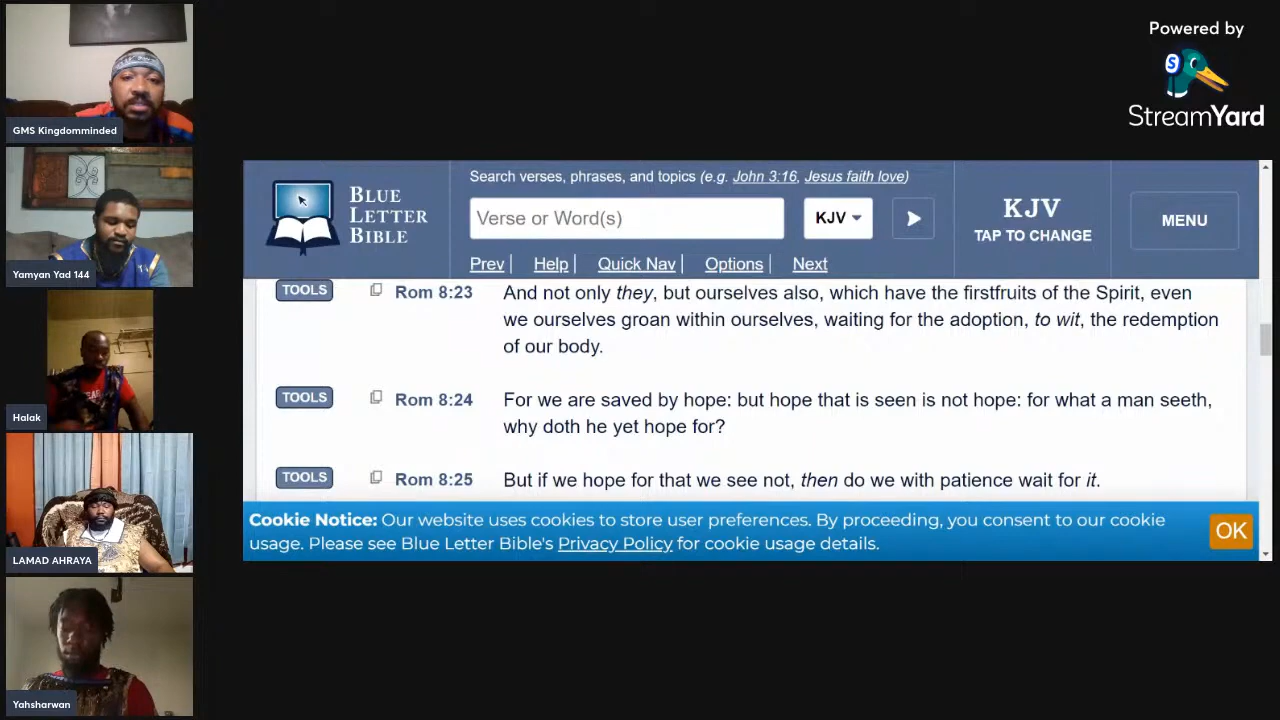 GMS Kingdomminded
Yamyan Yad 144
Halak
LAMAD AHRAYA
Yahsharwan
Powered by
S
StreamYard
BLUE
LETTER
BIBLE
Search verses, phrases, and topics (e.g. John 3:16, Jesus faith love)
Verse or Word(s)
KJV
KJV
TAP TO CHANGE
MENU
Prev | Help | Quick Nav | Options | Next
TOOLS Rom 8:23 And not only they, but ourselves also, which have the firstfruits of the Spirit, even
we ourselves groan within ourselves, waiting for the adoption, to wit, the redemption
of our body.
TOOLS Rom 8:24 For we are saved by hope: but hope that is seen is not hope: for what a man seeth,
why doth he yet hope for?
TOOLS Rom 8:25 But if we hope for that we see not, then do we with patience wait for it.
Cookie Notice: Our website uses cookies to store user preferences. By proceeding, you consent to our cookie
usage. Please see Blue Letter Bible's Privacy Policy for cookie usage details.
OK